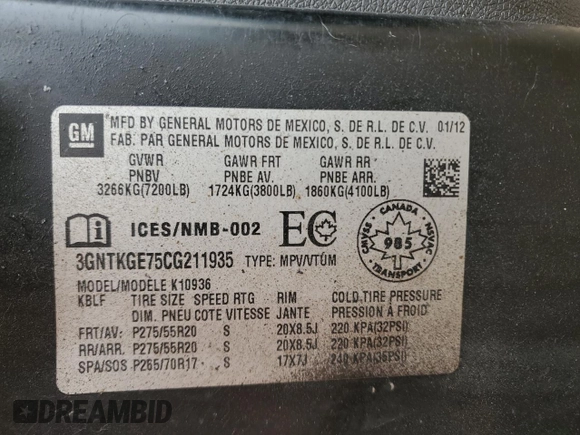 GM
MFD BY GENERAL MOTORS DE MEXICO, S. DE R.L. DE C.V. 01/12
FAB. PAR GENERAL MOTORS DE MEXICO, S. DE R.L. DE C.V.
GVWR GAWR FRT GAWR RR
PNBV PNBE AV. PNBE ARR.
3266KG(7200LB) 1724KG(3800LB) 1860KG(4100LB)
i ICES/NMB-002 EC
CANADA
CMVSS 985 NSVAC
TRANSPORT
3GNTKGE75CG211935 TYPE: MPV/VTUM
MODEL/MODÈLE K10936
KBLF TIRE SIZE SPEED RTG RIM COLD TIRE PRESSURE
DIM. PNEU COTE VITESSE JANTE PRESSION À FROID
FRT/AV: P275/55R20 S 20X8.5J 220 KPA(32PSI)
RR/ARR. P275/55R20 S 20X8.5J 220 KPA(32PSI)
SPA/SOS P265/70R17 S 17X7J 240 KPA(35PSI)
DREAMBID